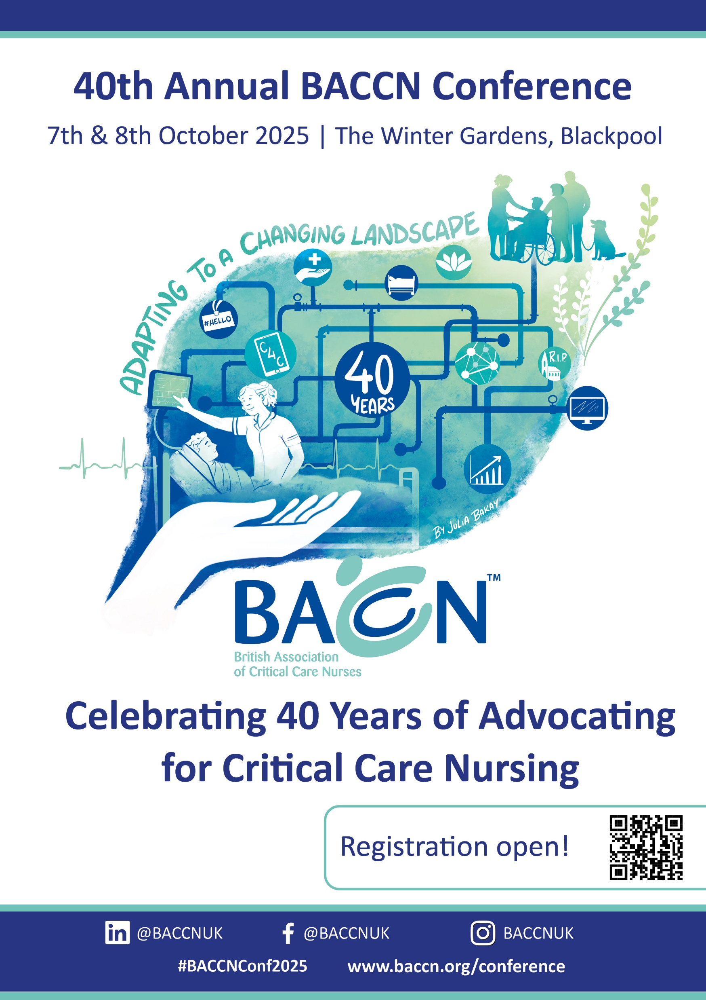 40th Annual BACCN Conference
7th & 8th October 2025 | The Winter Gardens, Blackpool
ADAPTING TO A CHANGING LANDSCAPE
#HELLO
C4C
40
YEARS
R.I.P.
BY JULIA BAKAY
BACCN™
British Association
of Critical Care Nurses
Celebrating 40 Years of Advocating
for Critical Care Nursing
Registration open!
in @BACCNUK
f @BACCNUK
BACCNUK
#BACCNConf2025
www.baccn.org/conference